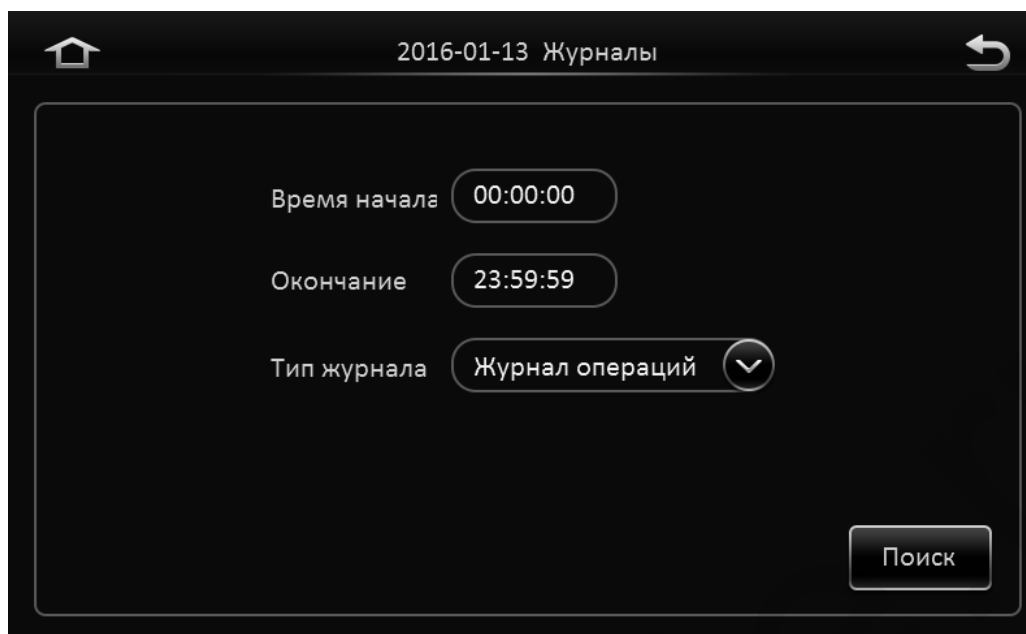 2016-01-13 Журналы
Время начала 00:00:00
Окончание 23:59:59
Тип журнала Журнал операций
Поиск